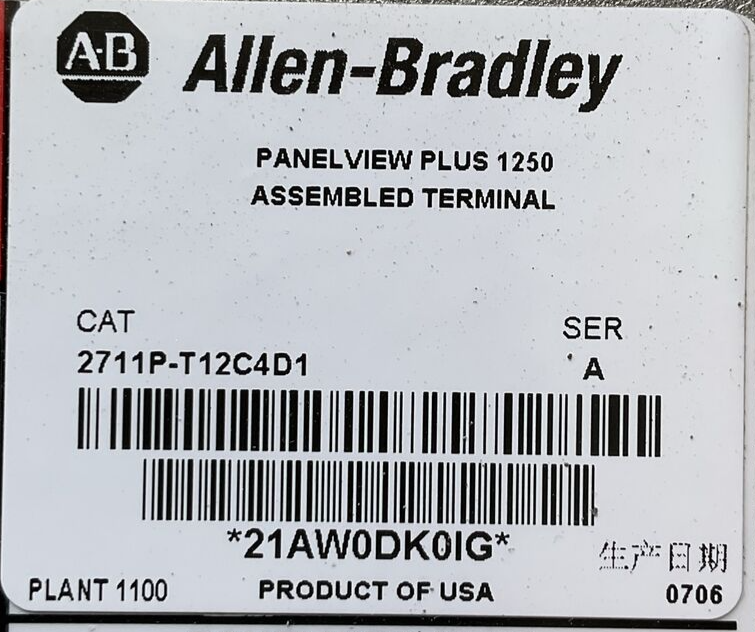 A-B Allen-Bradley
PANELVIEW PLUS 1250
ASSEMBLED TERMINAL
CAT SER
2711P-T12C4D1 A
*21AW0DK0IG*
生产日期
PLANT 1100 PRODUCT OF USA 0706